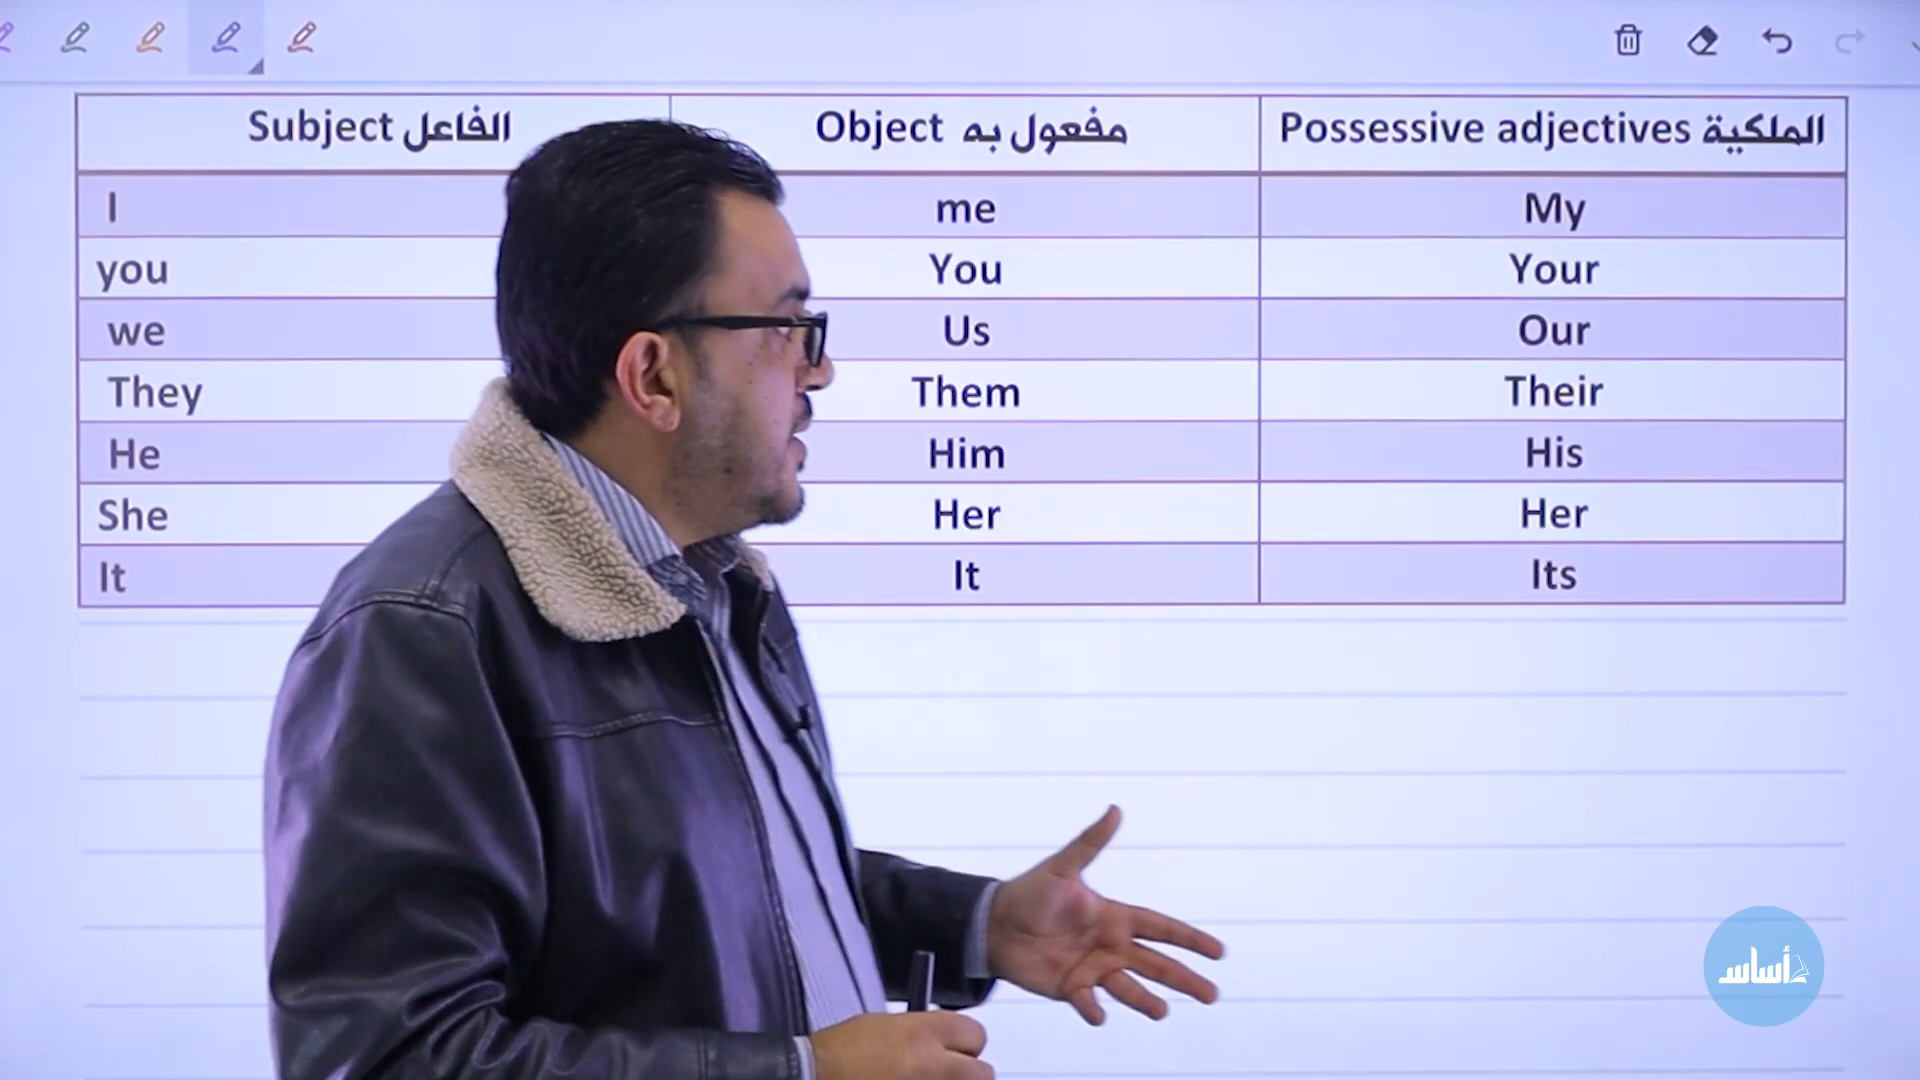 Subject الفاعل
Object مفعول به
Possessive adjectives الملكية
I me My
you You Your
we Us Our
They Them Their
He Him His
She Her Her
It It Its
أساس